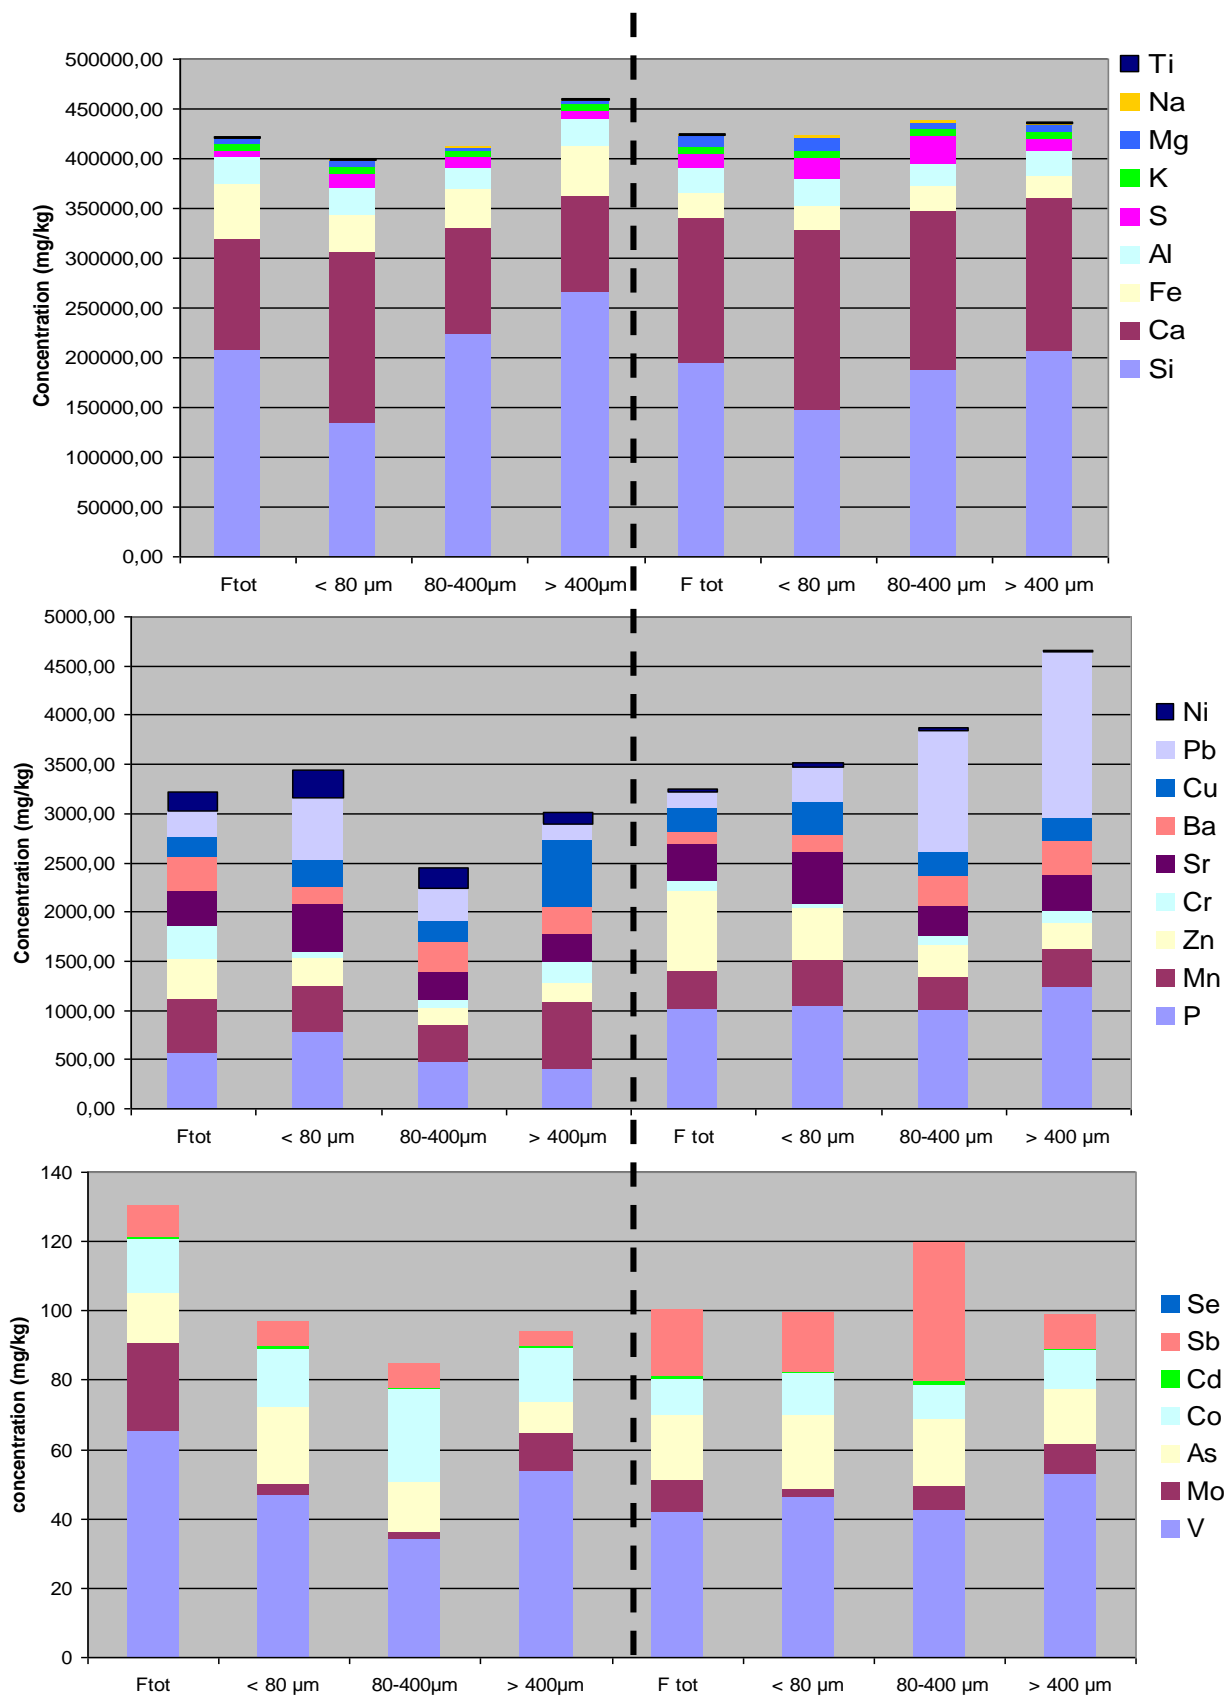 500000,00
450000,00
400000,00
350000,00
300000,00
250000,00
200000,00
150000,00
100000,00
50000,00
0,00
Concentration (mg/kg)
Ftot
< 80 µm
80-400µm
> 400µm
F tot
< 80 µm
80-400 µm
> 400 µm
Ti
Na
Mg
K
S
Al
Fe
Ca
Si
5000,00
4500,00
4000,00
3500,00
3000,00
2500,00
2000,00
1500,00
1000,00
500,00
0,00
Concentration (mg/kg)
Ftot
< 80 µm
80-400µm
> 400µm
F tot
< 80 µm
80-400 µm
> 400 µm
Ni
Pb
Cu
Ba
Sr
Cr
Zn
Mn
P
140
120
100
80
60
40
20
0
concentration (mg/kg)
Ftot
< 80 µm
80-400µm
> 400µm
F tot
< 80 µm
80-400 µm
> 400 µm
Se
Sb
Cd
Co
As
Mo
V